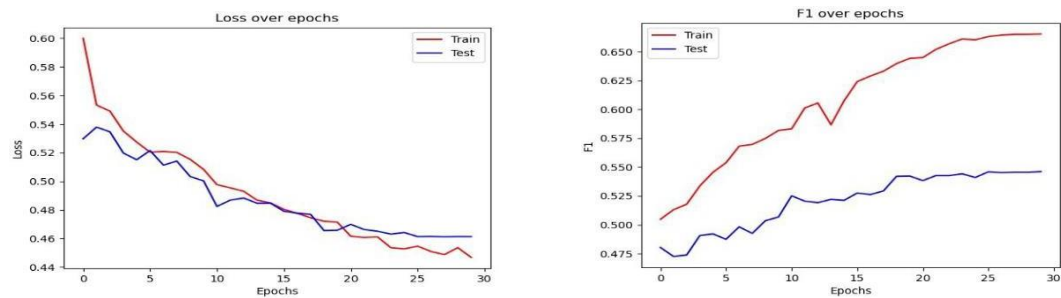 Loss over epochs
Train
Test
0.60
0.58
0.56
0.54
0.52
0.50
0.48
0.46
0.44
Loss
0 5 10 15 20 25 30
Epochs
F1 over epochs
Train
Test
0.650
0.625
0.600
0.575
0.550
0.525
0.500
0.475
F1
0 5 10 15 20 25 30
Epochs